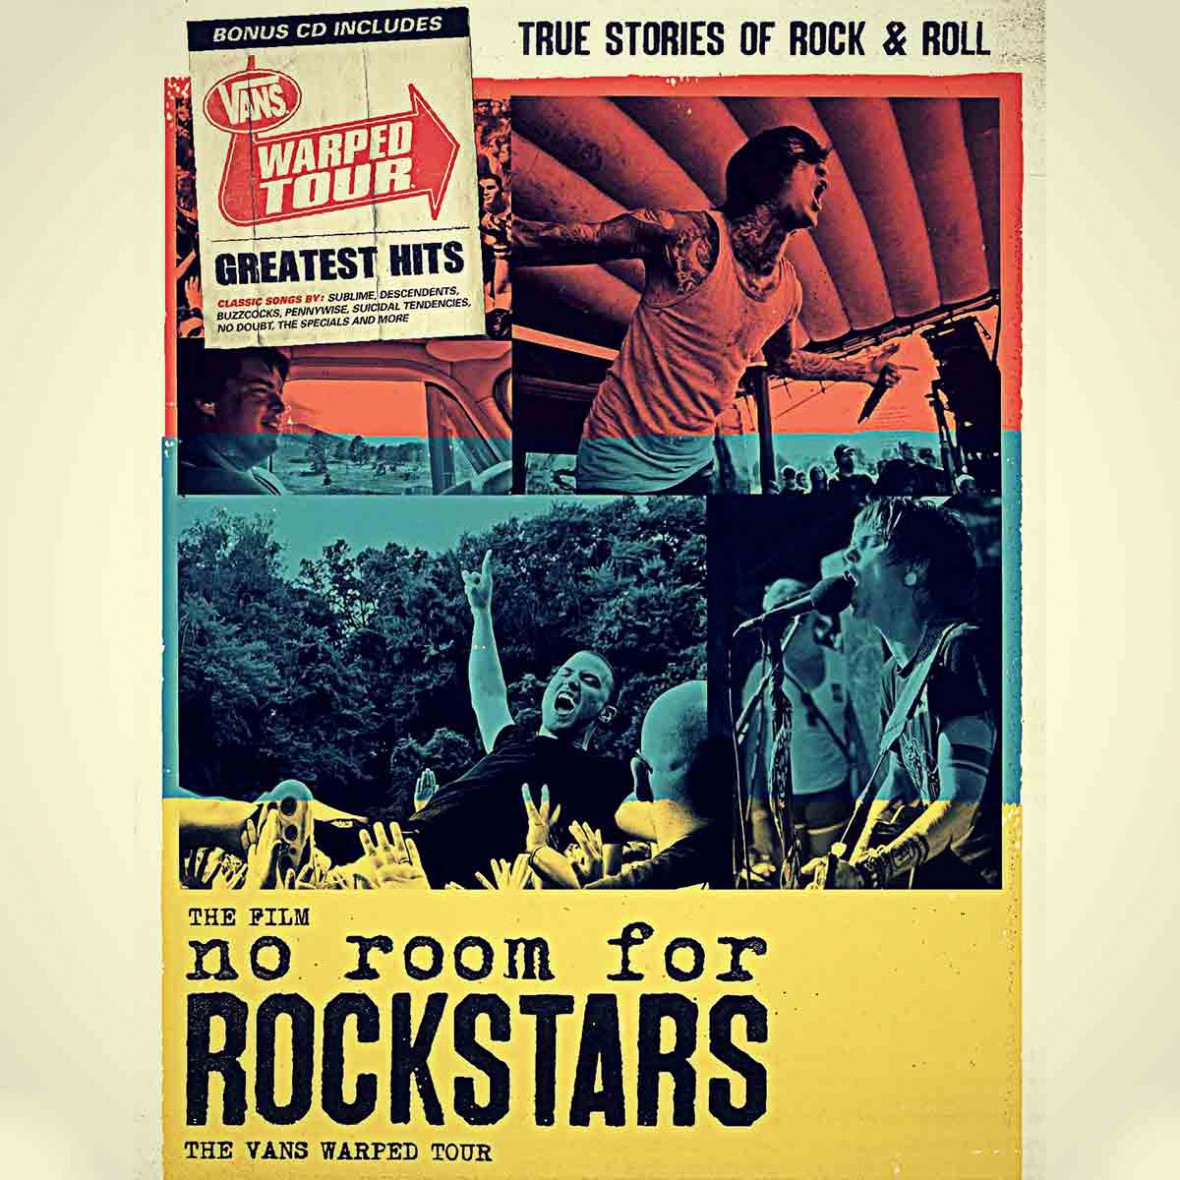 BONUS CD INCLUDES
TRUE STORIES OF ROCK & ROLL
VANS
WARPED
TOUR
GREATEST HITS
CLASSIC SONGS BY: SUBLIME, DESCENDENTS,
BUZZCOCKS, PENNYWISE, SUICIDAL TENDENCIES,
NO DOUBT, THE SPECIALS AND MORE
THE FILM
no room for
ROCKSTARS
THE VANS WARPED TOUR